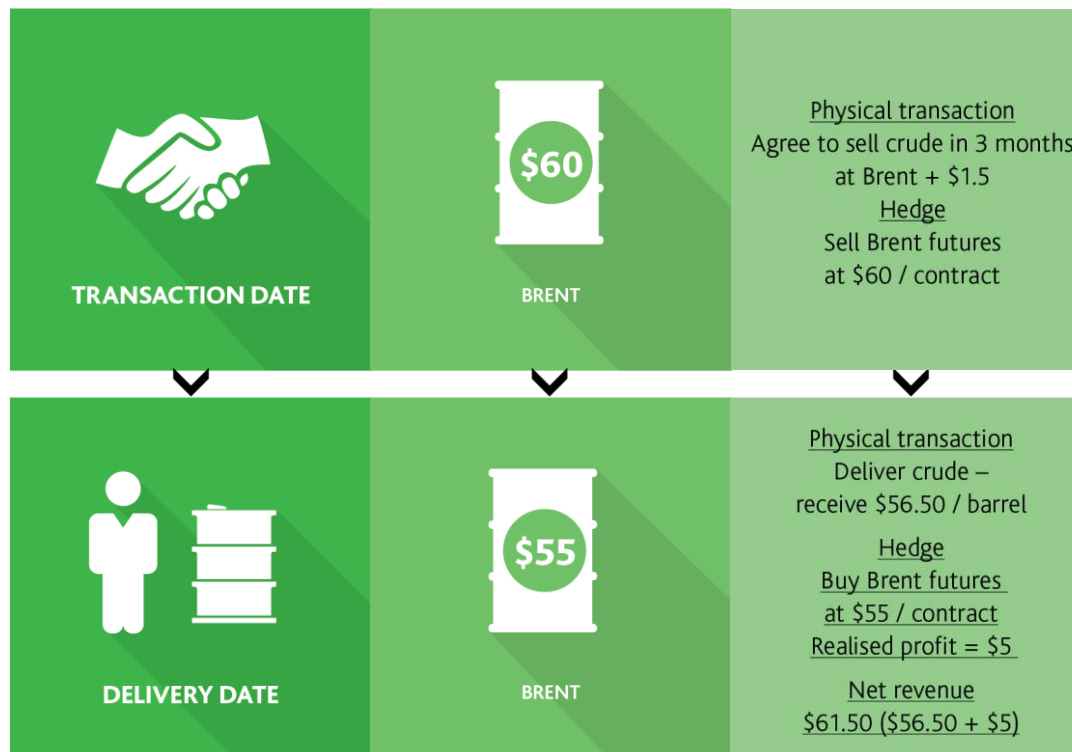 TRANSACTION DATE
$60
BRENT
Physical transaction
Agree to sell crude in 3 months
at Brent + $1.5
Hedge
Sell Brent futures
at $60 / contract
DELIVERY DATE
$55
BRENT
Physical transaction
Deliver crude –
receive $56.50 / barrel
Hedge
Buy Brent futures
at $55 / contract
Realised profit = $5
Net revenue
$61.50 ($56.50 + $5)